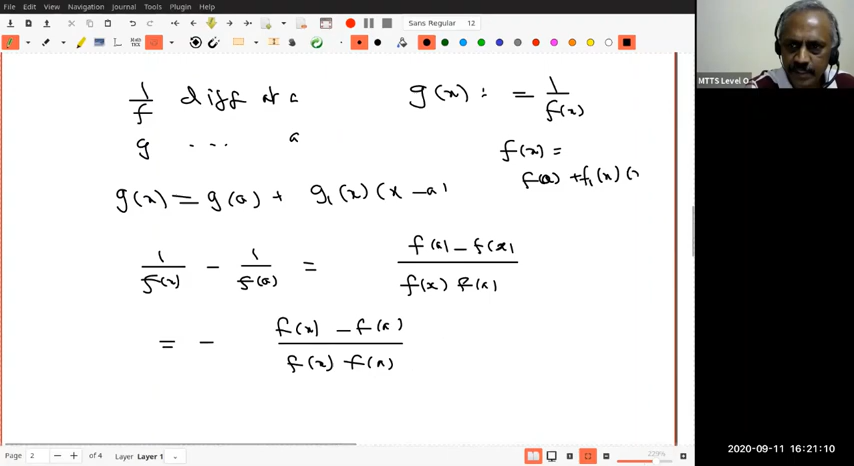 File Edit View Navigation Journal Tools Plugin Help
Sans Regular 12
MTTS Level O
1/f diff at a
g(x) := 1/f(x)
g ... a
f(x) =
f(a) + f₁(x) (x
g(x) = g(a) + g₁(x) (x - a)
1/f(x) - 1/f(a) = (f(a) - f(x))/(f(x) f(a))
= - (f(x) - f(a))/(f(x) f(a))
Page 2 of 4 Layer Layer 1 229%
2020-09-11 16:21:10